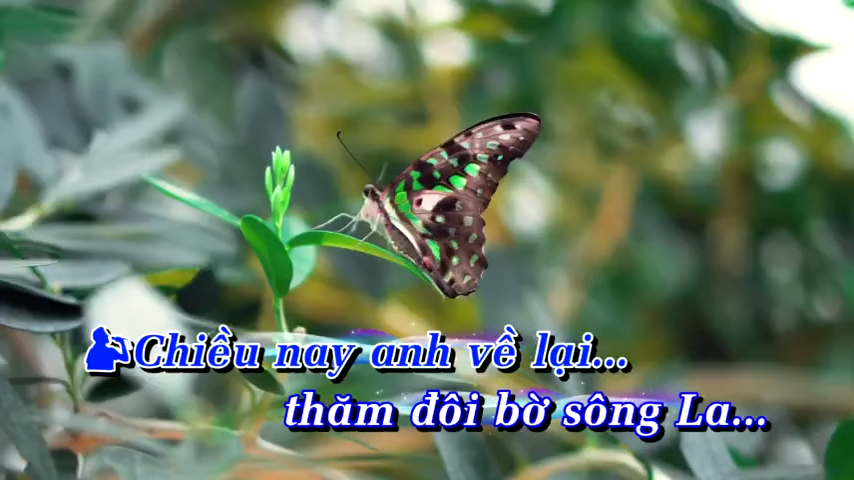 Chiều nay anh về lại...
thăm đôi bờ sông La...